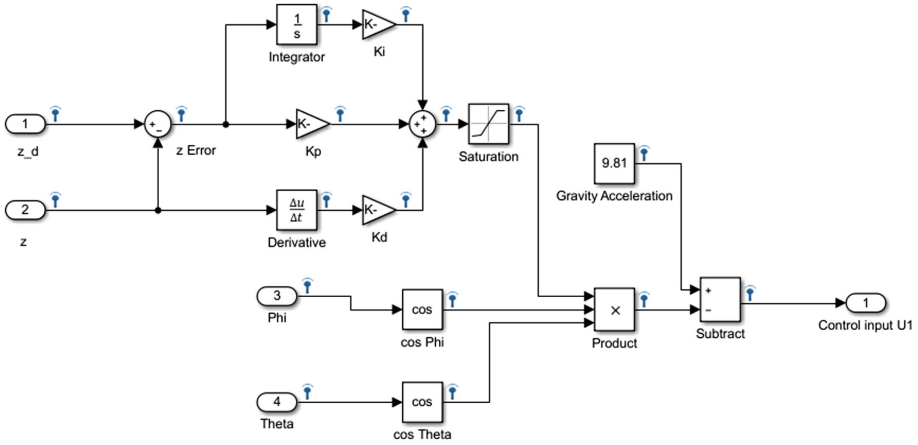 1
s
Integrator
K-
Ki
1
z_d
+
−
z Error
K-
Kp
+
+
+
Saturation
2
z
Δu
Δt
Derivative
K-
Kd
9.81
Gravity Acceleration
3
Phi
cos
cos Phi
×
Product
+
−
Subtract
1
Control input U1
4
Theta
cos
cos Theta